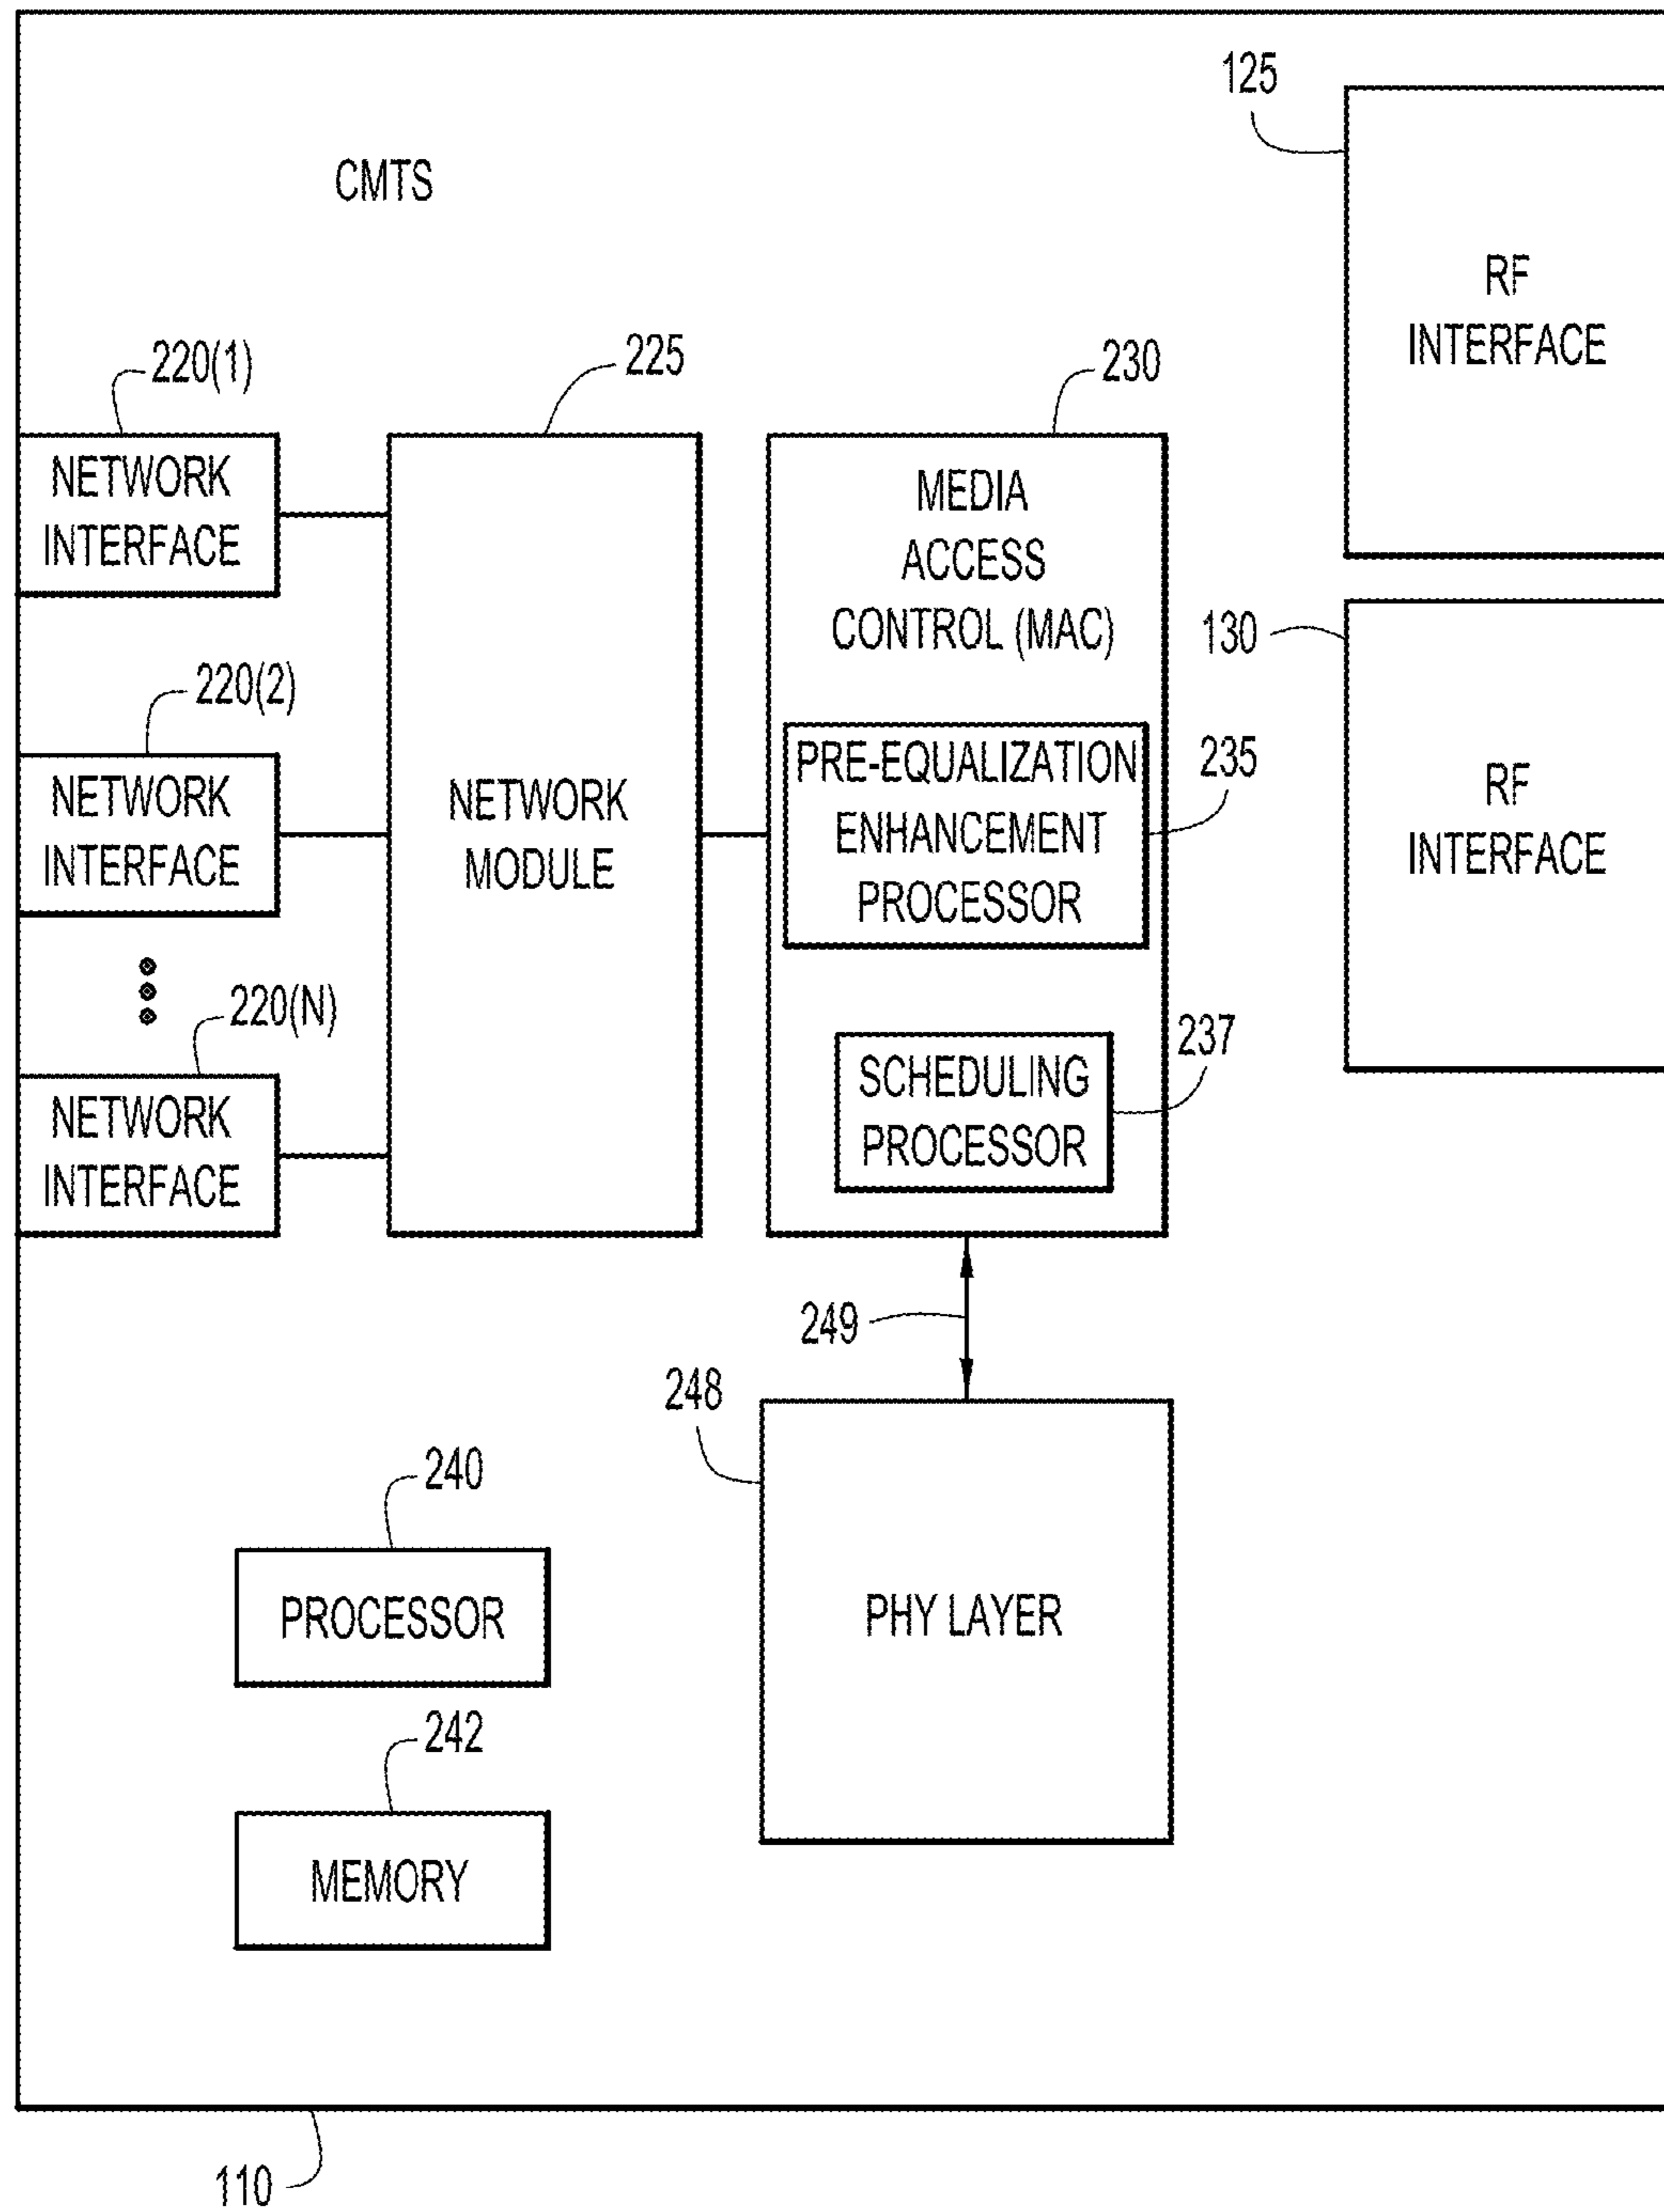 CMTS
125
RF
INTERFACE
220(1)
NETWORK
INTERFACE
225
NETWORK
MODULE
230
MEDIA
ACCESS
CONTROL (MAC)
130
RF
INTERFACE
220(2)
NETWORK
INTERFACE
PRE-EQUALIZATION
ENHANCEMENT
PROCESSOR
235
220(N)
NETWORK
INTERFACE
SCHEDULING
PROCESSOR
237
249
248
PHY LAYER
240
PROCESSOR
242
MEMORY
110